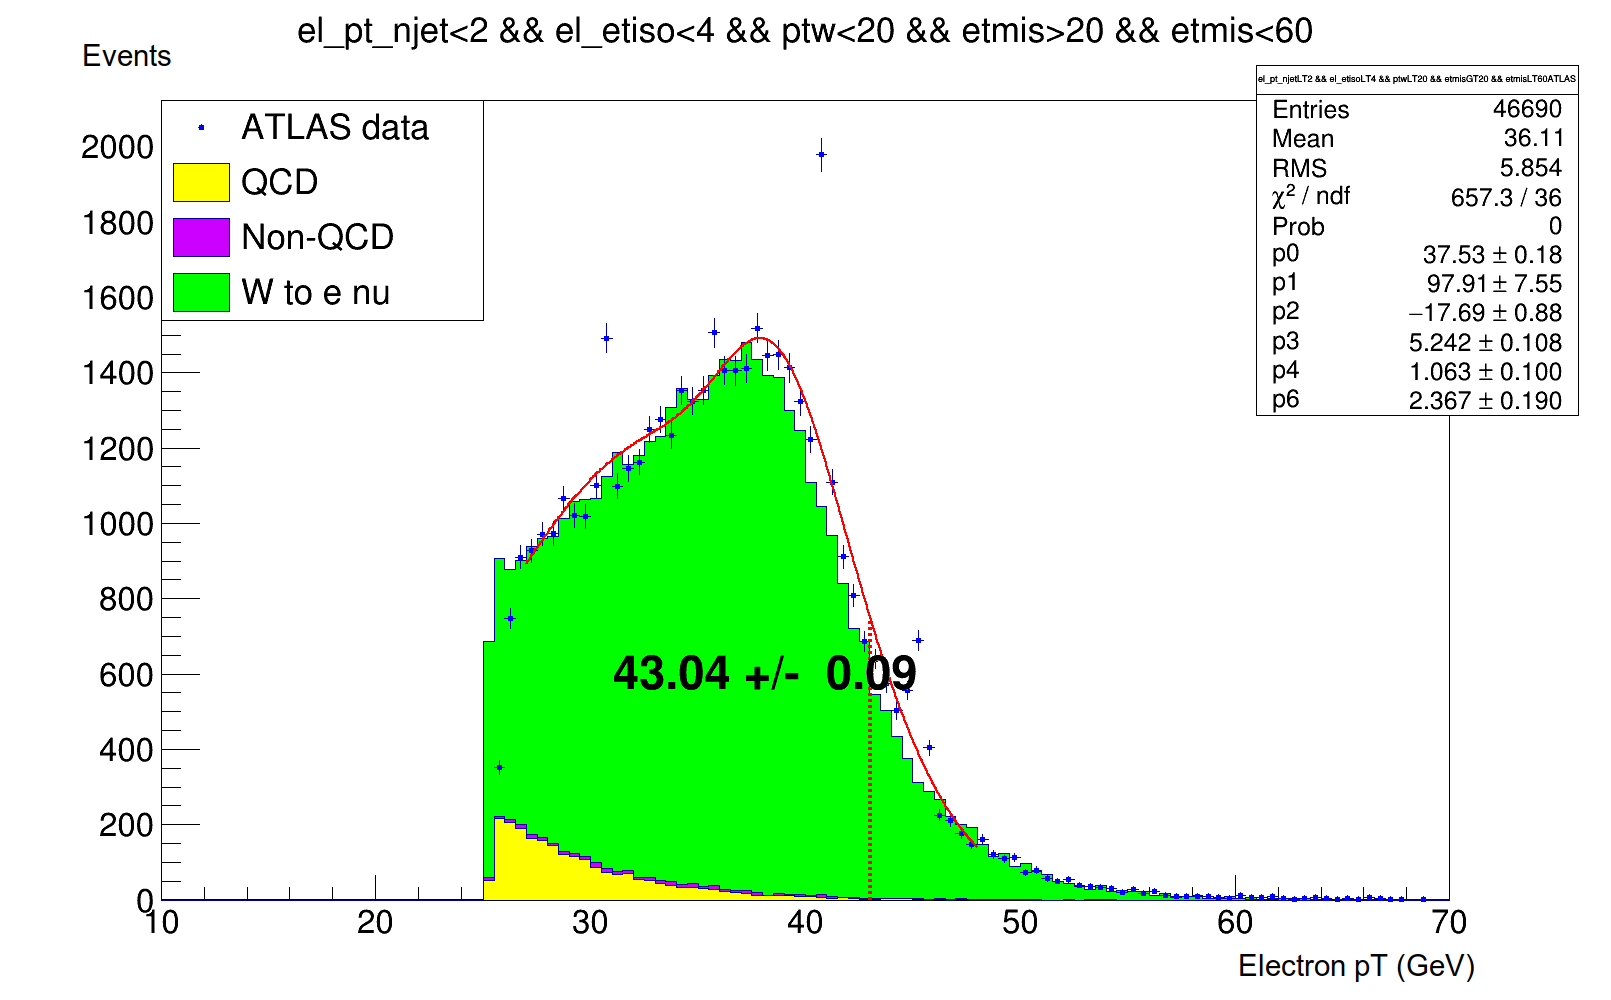 el_pt_njet<2 && el_etiso<4 && ptw<20 && etmis>20 && etmis<60
Events
el_pt_njetLT2 && el_etisoLT4 && ptwLT20 && etmisGT20 && etmisLT60ATLAS
Entries 46690
Mean 36.11
RMS 5.854
χ² / ndf 657.3 / 36
Prob 0
p0 37.53 ± 0.18
p1 97.91 ± 7.55
p2 −17.69 ± 0.88
p3 5.242 ± 0.108
p4 1.063 ± 0.100
p6 2.367 ± 0.190
ATLAS data
QCD
Non-QCD
W to e nu
2000
1800
1600
1400
1200
1000
800
600
400
200
0
43.04 +/- 0.09
10 20 30 40 50 60 70
Electron pT (GeV)